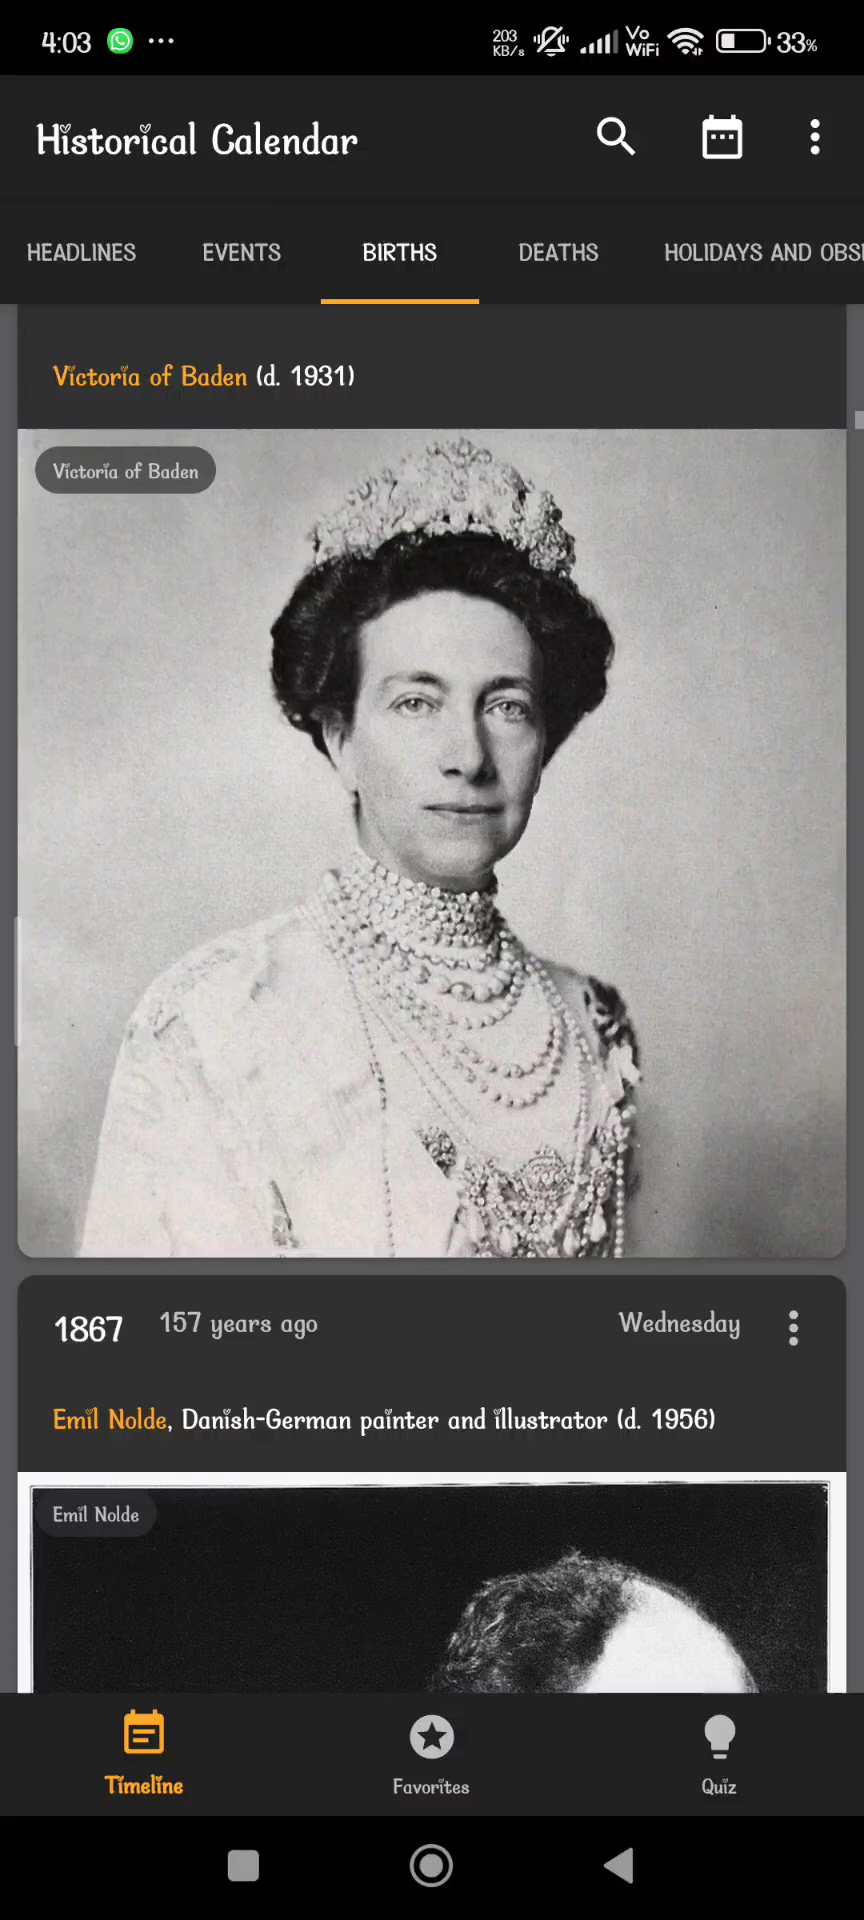 4:03
203 KB/s
Vo WiFi
33%
Historical Calendar
HEADLINES EVENTS BIRTHS DEATHS HOLIDAYS AND OBS
Victoria of Baden (d. 1931)
Victoria of Baden
1867 157 years ago Wednesday
Emil Nolde, Danish-German painter and illustrator (d. 1956)
Emil Nolde
Timeline Favorites Quiz